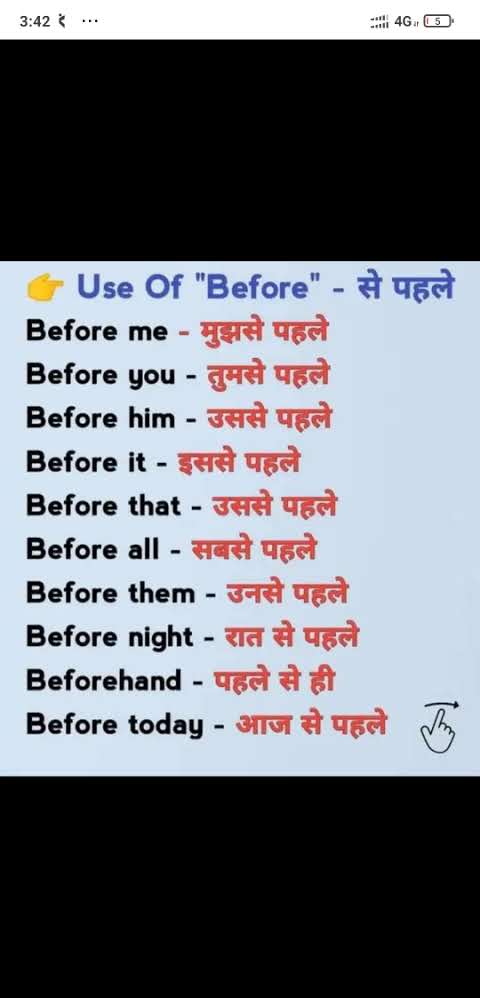 3:42 ...
4G 5
👉 Use Of "Before" - से पहले
Before me - मुझसे पहले
Before you - तुमसे पहले
Before him - उससे पहले
Before it - इससे पहले
Before that - उससे पहले
Before all - सबसे पहले
Before them - उनसे पहले
Before night - रात से पहले
Beforehand - पहले से ही
Before today - आज से पहले